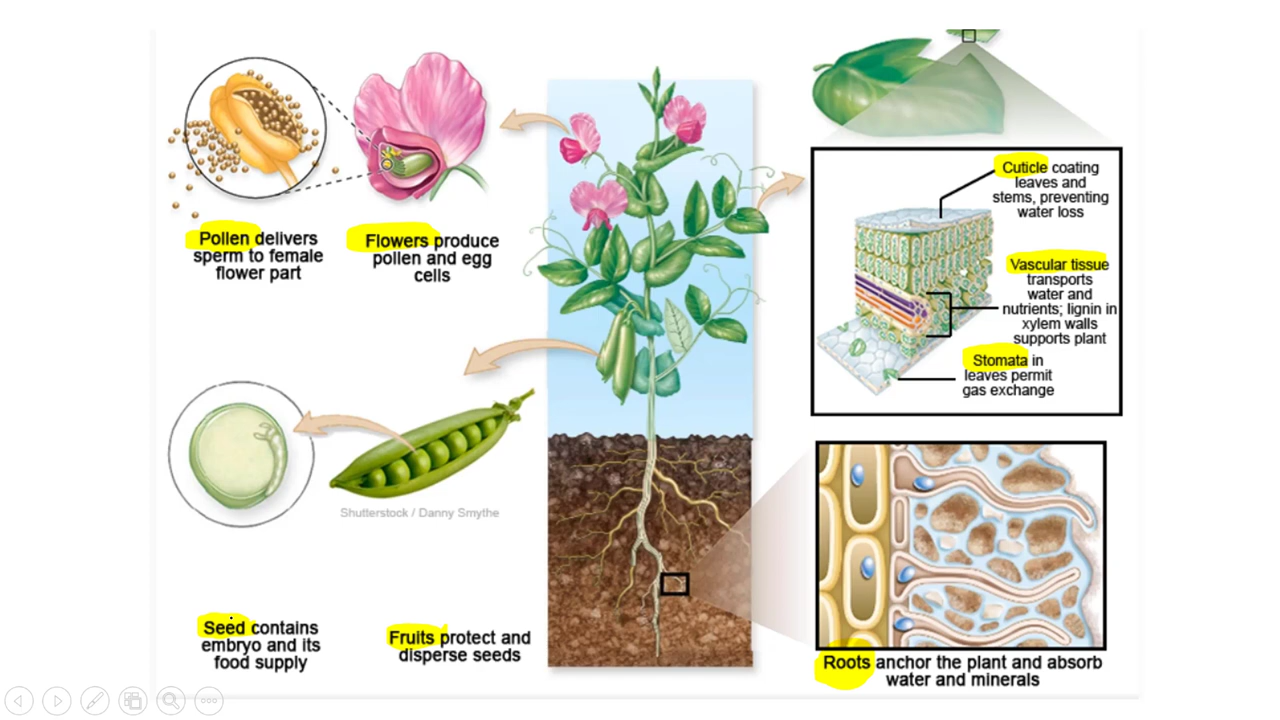 Pollen delivers
sperm to female
flower part
Flowers produce
pollen and egg
cells
Cuticle coating
leaves and
stems, preventing
water loss
Vascular tissue
transports
water and
nutrients; lignin in
xylem walls
supports plant
Stomata in
leaves permit
gas exchange
Shutterstock / Danny Smythe
Seed contains
embryo and its
food supply
Fruits protect and
disperse seeds
Roots anchor the plant and absorb
water and minerals